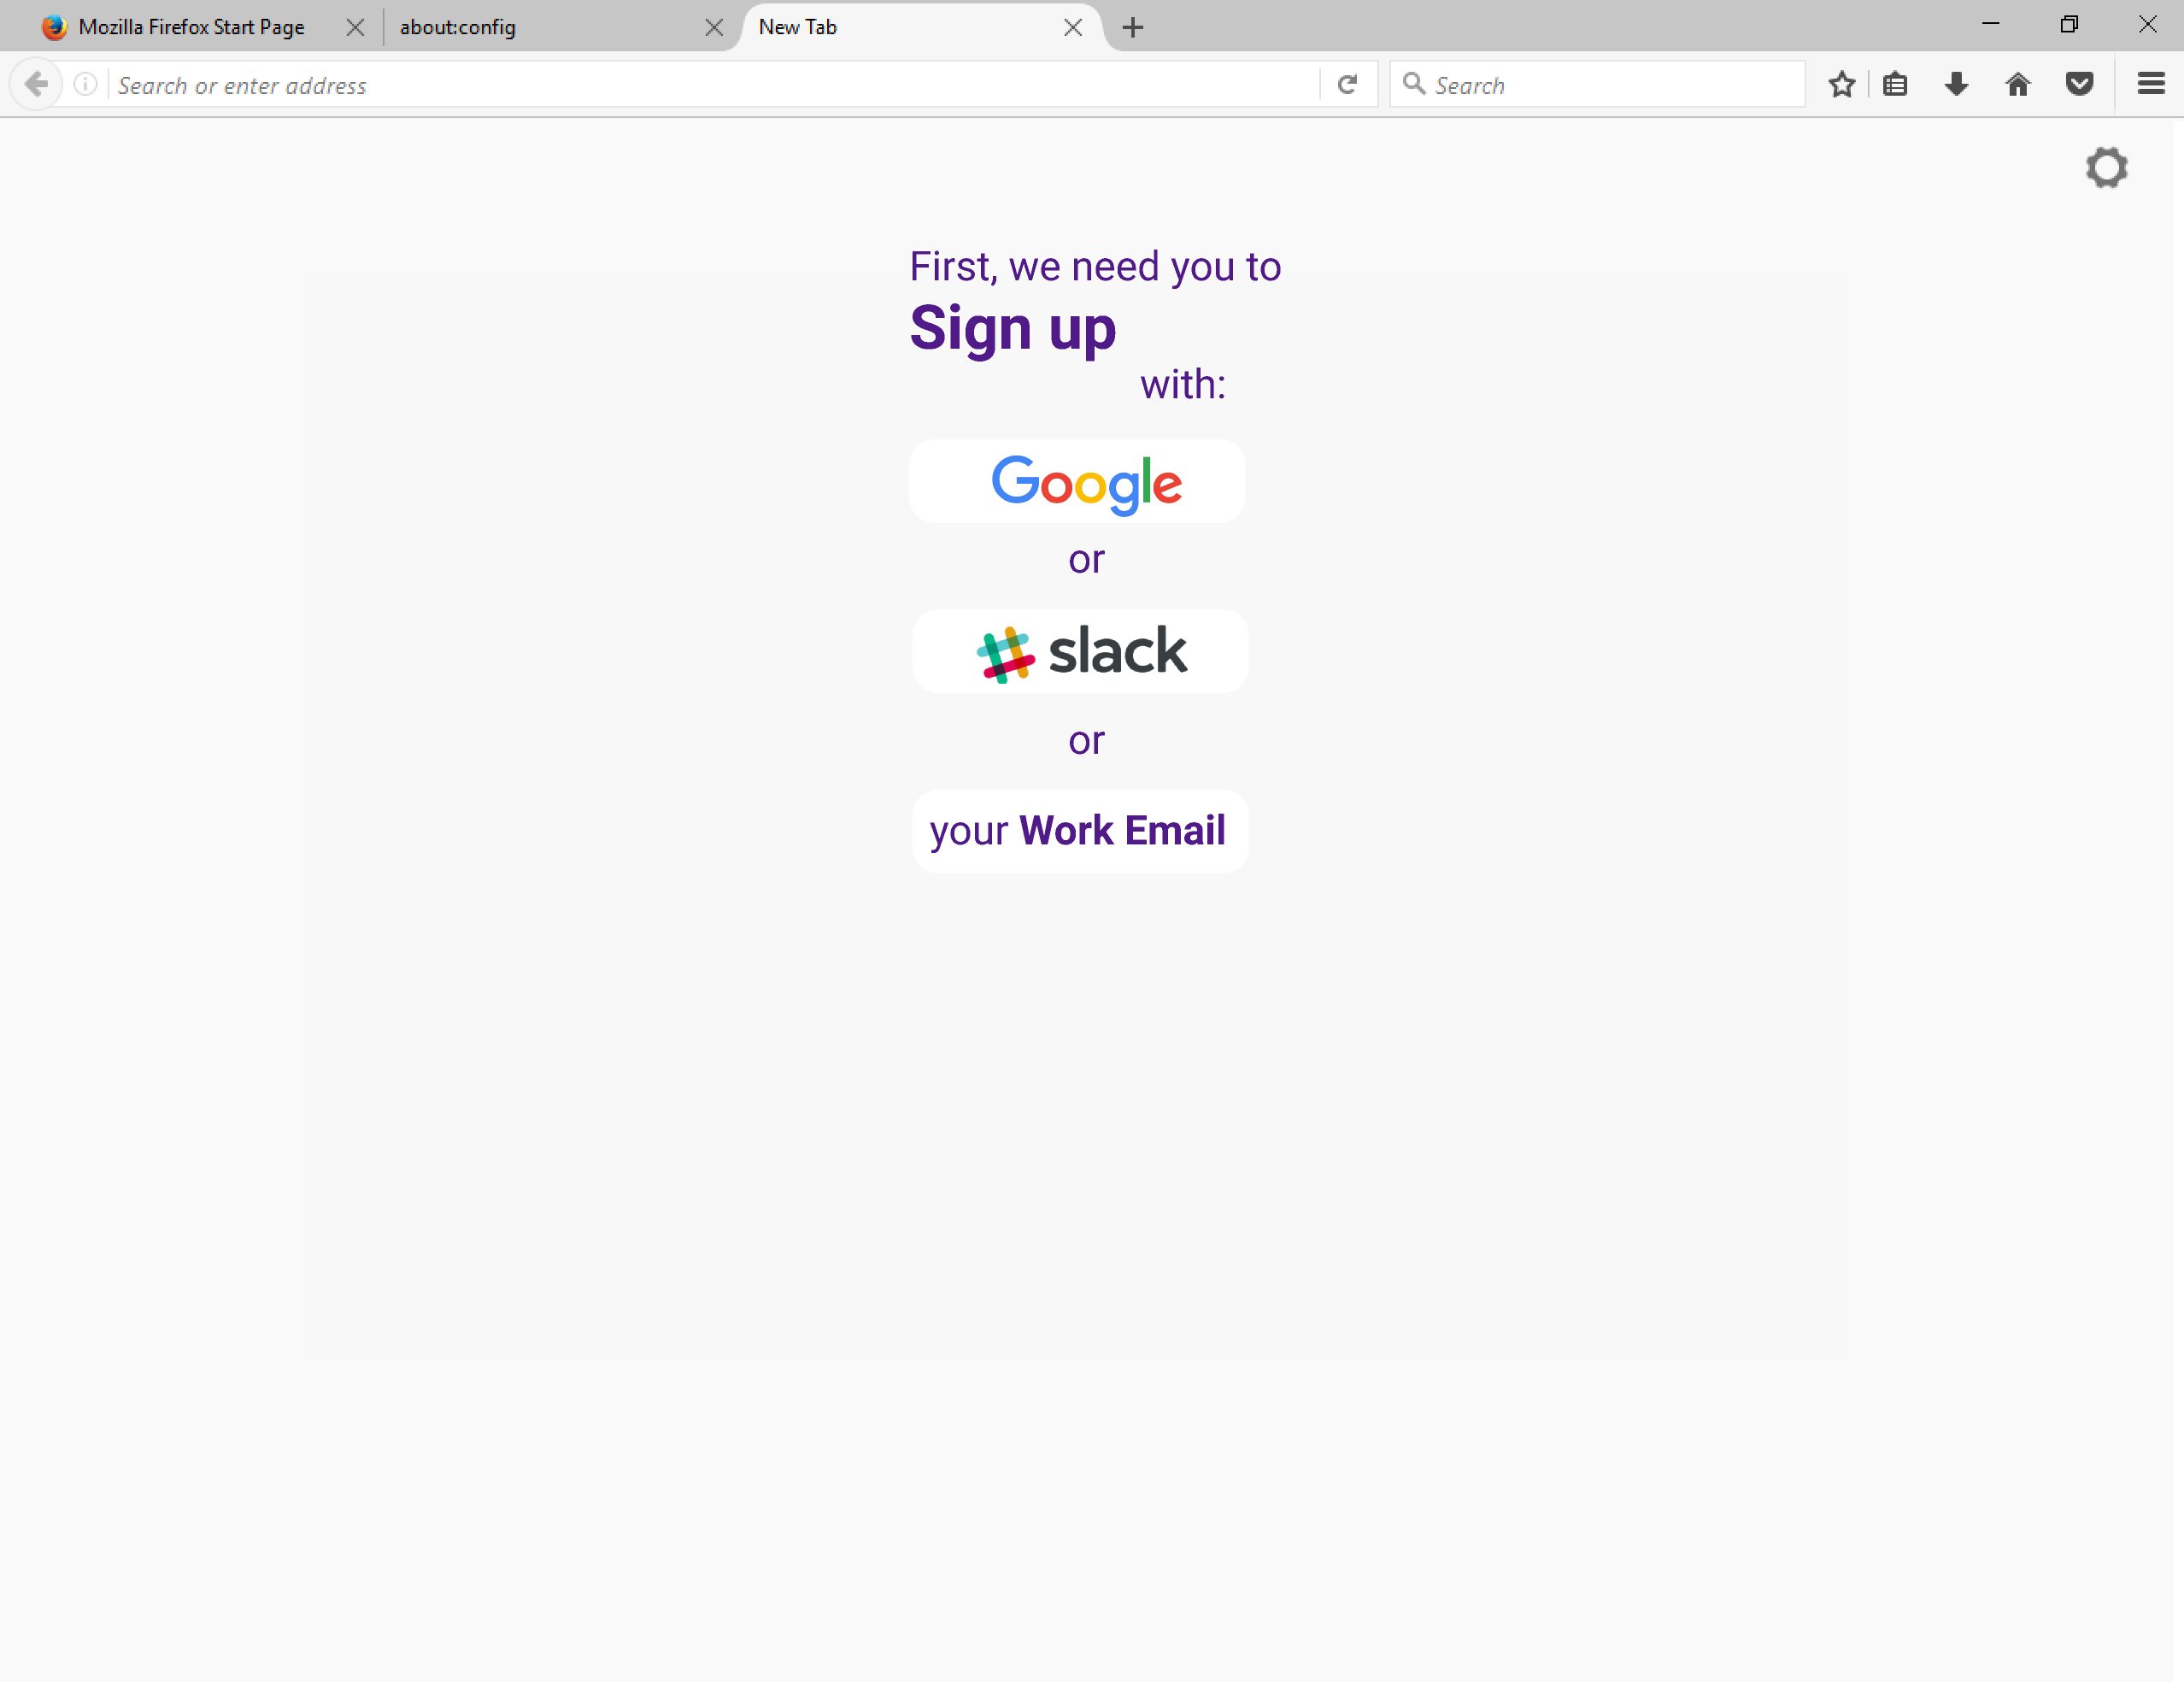 Mozilla Firefox Start Page
about:config
New Tab
Search or enter address
Search
First, we need you to
Sign up
with:
Google
or
slack
or
your Work Email